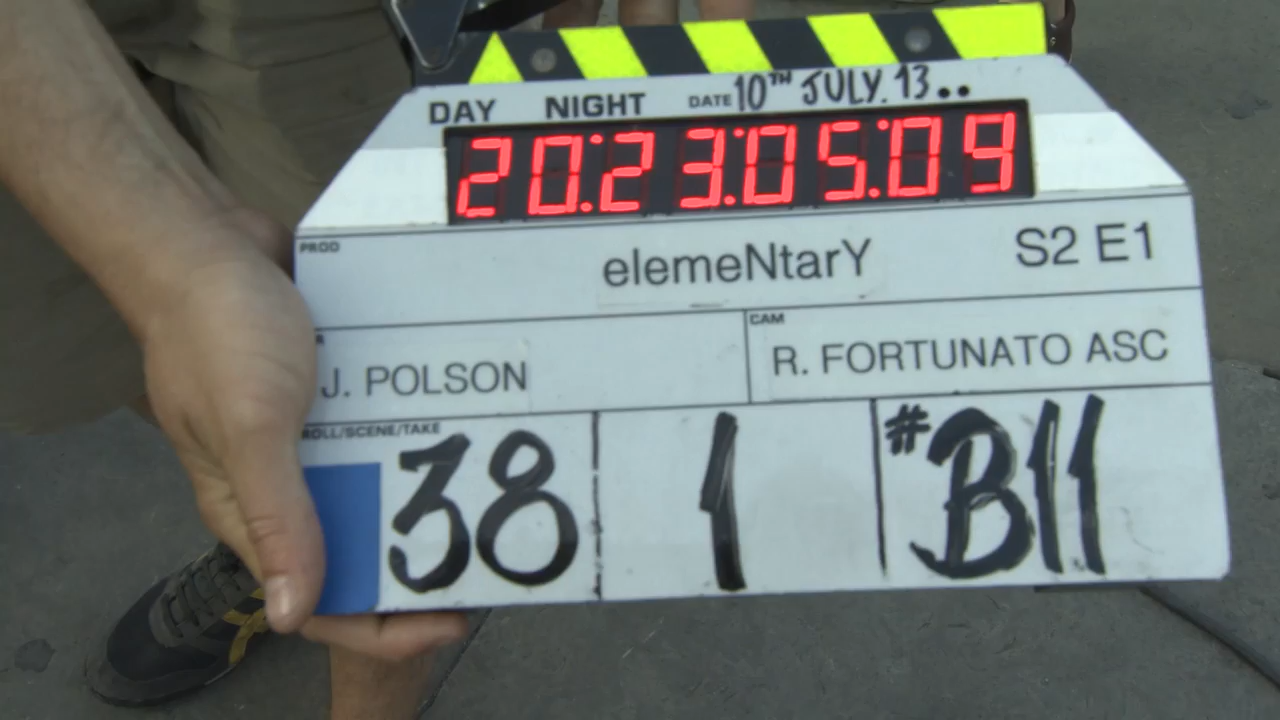 DAY NIGHT DATE 10TH JULY. 13..
20:23:05:09
PROD
elemeNtarY S2 E1
R CAM
J. POLSON R. FORTUNATO ASC
ROLL/SCENE/TAKE
38 1 #B11